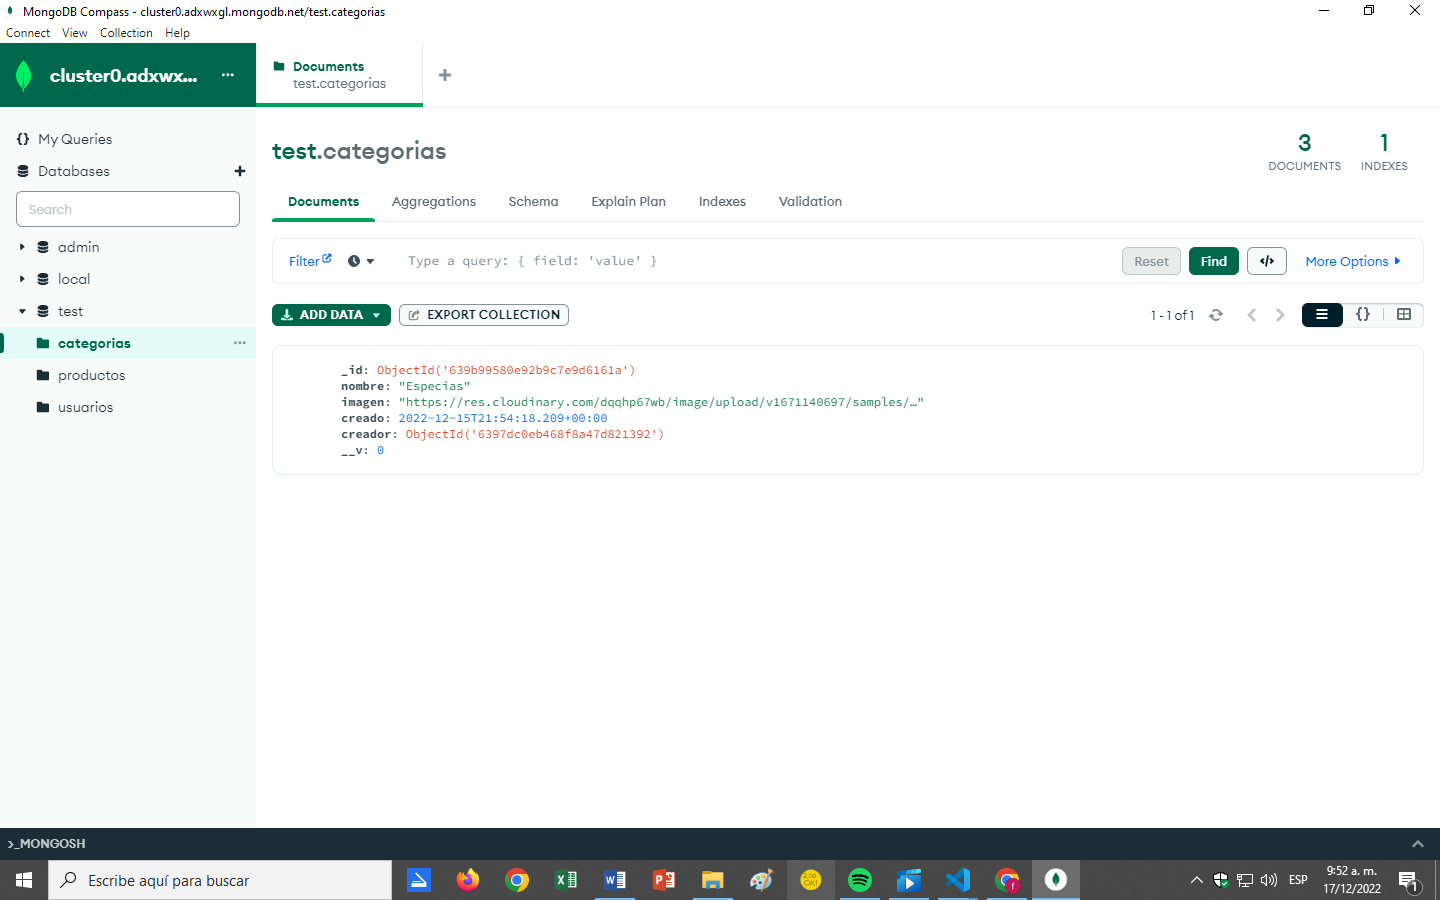 MongoDB Compass - cluster0.adxwxgl.mongodb.net/test.categorias
Connect View Collection Help
cluster0.adxwx... ...
Documents
test.categorias
+
{} My Queries
Databases +
Search
admin
local
test
categorias ...
productos
usuarios
test.categorias
3
DOCUMENTS
1
INDEXES
Documents Aggregations Schema Explain Plan Indexes Validation
Filter Type a query: { field: 'value' } Reset Find </> More Options
ADD DATA EXPORT COLLECTION 1 - 1 of 1 {}
_id: ObjectId('639b99580e92b9c7e9d6161a')
nombre: "Especias"
imagen: "https://res.cloudinary.com/dqqhp67wb/image/upload/v1671140697/samples/…"
creado: 2022-12-15T21:54:18.209+00:00
creador: ObjectId('6397dc0eb468f8a47d821392')
__v: 0
>_MONGOSH
Escribe aquí para buscar
ESP
9:52 a. m.
17/12/2022
1